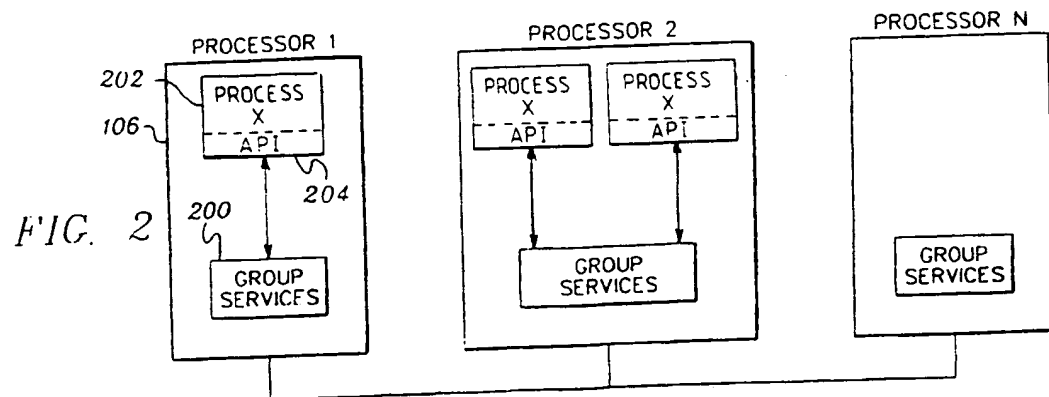 PROCESSOR 1
PROCESSOR 2
PROCESSOR N
202
PROCESS
X
API
PROCESS
X
API
PROCESS
X
API
106
204
FIG. 2
200
GROUP
SERVICES
GROUP
SERVICES
GROUP
SERVICES